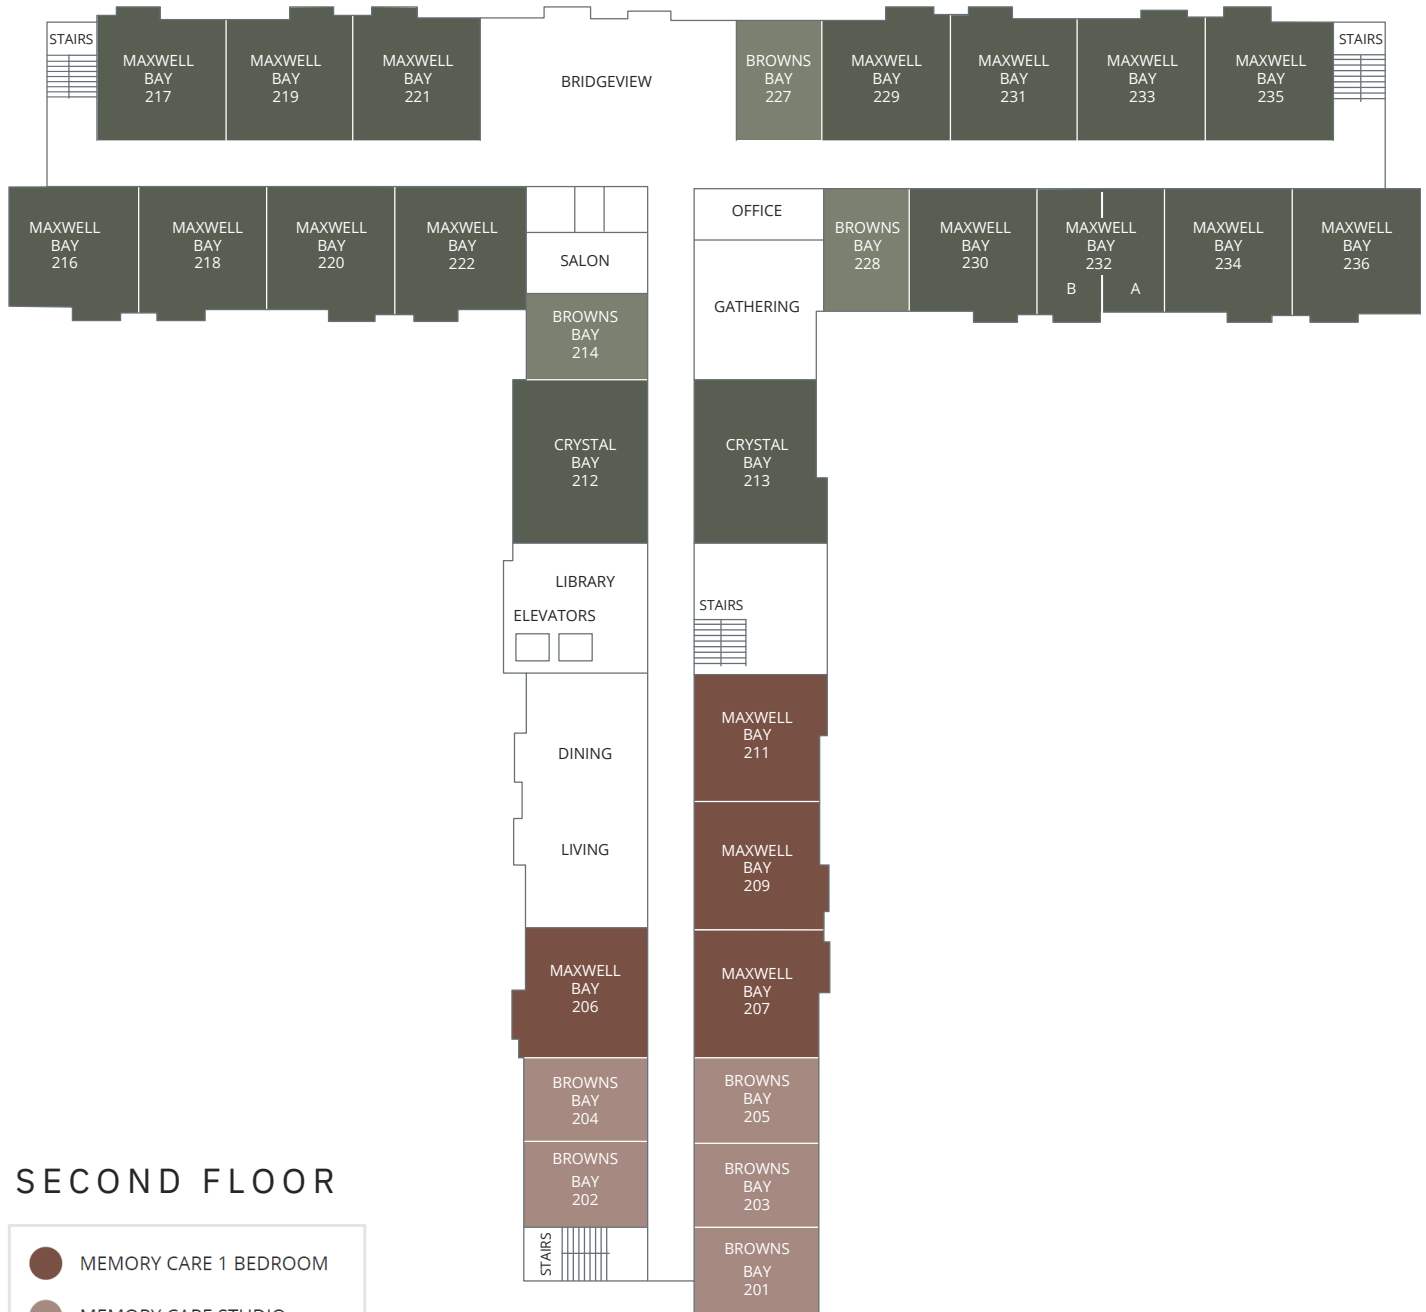 STAIRS
MAXWELL
BAY
217
MAXWELL
BAY
219
MAXWELL
BAY
221
BRIDGEVIEW
BROWNS
BAY
227
MAXWELL
BAY
229
MAXWELL
BAY
231
MAXWELL
BAY
233
MAXWELL
BAY
235
STAIRS
MAXWELL
BAY
216
MAXWELL
BAY
218
MAXWELL
BAY
220
MAXWELL
BAY
222
SALON
OFFICE
GATHERING
BROWNS
BAY
228
MAXWELL
BAY
230
MAXWELL
BAY
232
B A
MAXWELL
BAY
234
MAXWELL
BAY
236
BROWNS
BAY
214
CRYSTAL
BAY
212
CRYSTAL
BAY
213
LIBRARY
ELEVATORS
STAIRS
DINING
LIVING
MAXWELL
BAY
211
MAXWELL
BAY
209
MAXWELL
BAY
206
MAXWELL
BAY
207
BROWNS
BAY
204
BROWNS
BAY
205
BROWNS
BAY
202
BROWNS
BAY
203
STAIRS
BROWNS
BAY
201
SECOND FLOOR
MEMORY CARE 1 BEDROOM
MEMORY CARE STUDIO